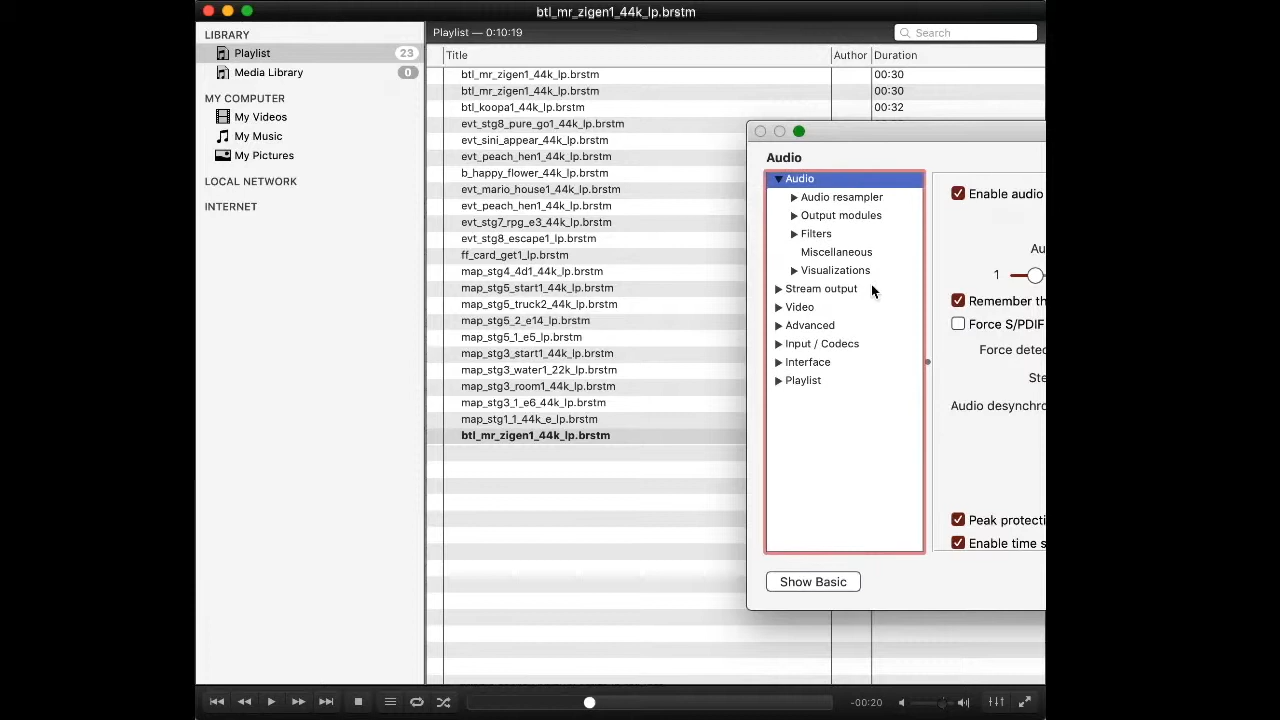 btl_mr_zigen1_44k_lp.brstm
LIBRARY
Playlist 23
Media Library 0
MY COMPUTER
My Videos
My Music
My Pictures
LOCAL NETWORK
INTERNET
Playlist — 0:10:19
Search
Title Author Duration
btl_mr_zigen1_44k_lp.brstm 00:30
btl_mr_zigen1_44k_lp.brstm 00:30
btl_koopa1_44k_lp.brstm 00:32
evt_stg8_pure_go1_44k_lp.brstm
evt_sini_appear_44k_lp.brstm
evt_peach_hen1_44k_lp.brstm
b_happy_flower_44k_lp.brstm
evt_mario_house1_44k_lp.brstm
evt_peach_hen1_44k_lp.brstm
evt_stg7_rpg_e3_44k_lp.brstm
evt_stg8_escape1_lp.brstm
ff_card_get1_lp.brstm
map_stg4_4d1_44k_lp.brstm
map_stg5_start1_44k_lp.brstm
map_stg5_truck2_44k_lp.brstm
map_stg5_2_e14_lp.brstm
map_stg5_1_e5_lp.brstm
map_stg3_start1_44k_lp.brstm
map_stg3_water1_22k_lp.brstm
map_stg3_room1_44k_lp.brstm
map_stg3_1_e6_44k_lp.brstm
map_stg1_1_44k_e_lp.brstm
btl_mr_zigen1_44k_lp.brstm
Audio
Audio
Audio resampler
Output modules
Filters
Miscellaneous
Visualizations
Stream output
Video
Advanced
Input / Codecs
Interface
Playlist
Show Basic
Enable audio
Au
1
Remember th
Force S/PDIF
Force detec
Ste
Audio desynchro
Peak protecti
Enable time s
-00:20